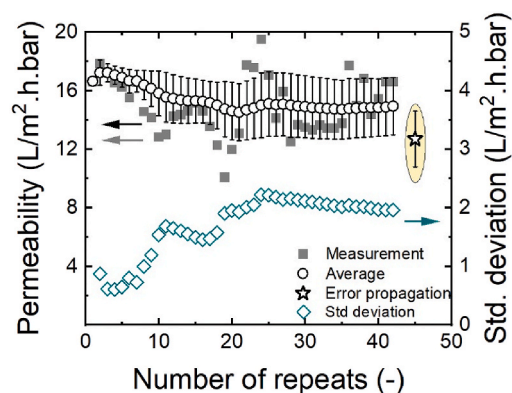 Permeability (L/m².h.bar)
20
16
12
8
4
5
4
3
2
1
0
Std. deviation (L/m².h.bar)
Measurement
Average
Error propagation
Std deviation
0 10 20 30 40 50
Number of repeats (-)